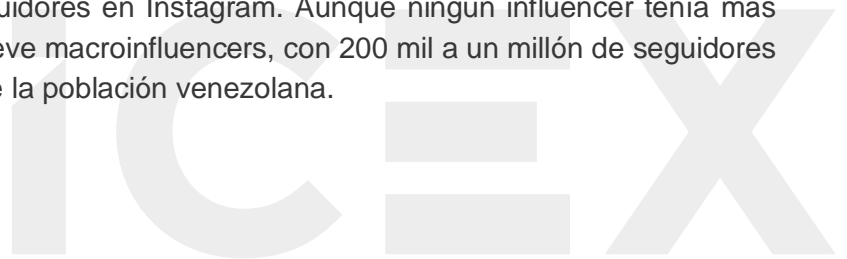 uidores en Instagram. Aunque ningún influencer tenía más
eve macroinfluencers, con 200 mil a un millón de seguidores
la población venezolana.
ICEX